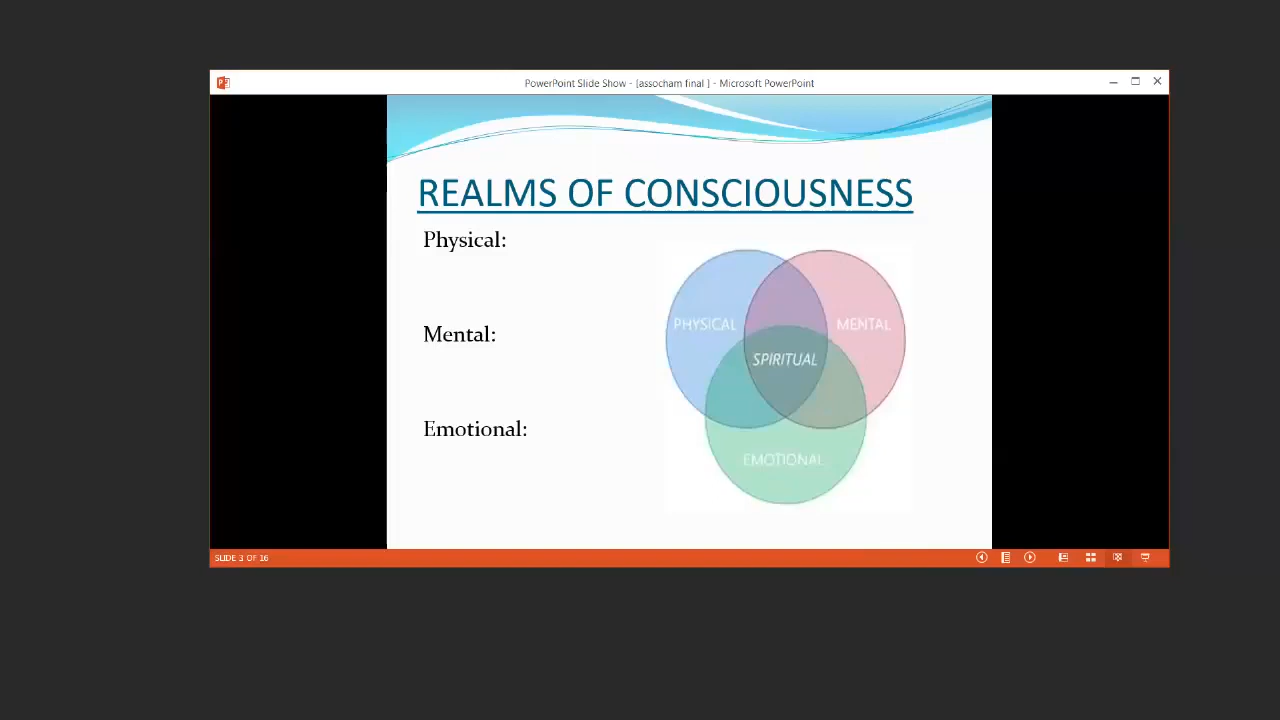 PowerPoint Slide Show - [assocham final ] - Microsoft PowerPoint
REALMS OF CONSCIOUSNESS
Physical:
Mental:
Emotional:
PHYSICAL
MENTAL
SPIRITUAL
EMOTIONAL
SLIDE 3 OF 16